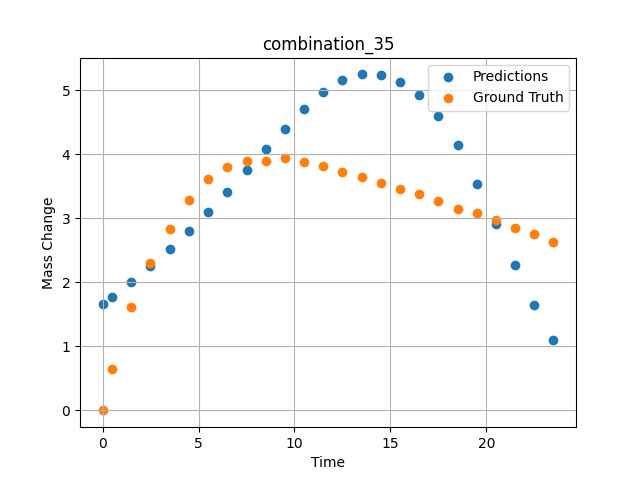 combination_35
Predictions
Ground Truth
Mass Change
5
4
3
2
1
0
0 5 10 15 20
Time